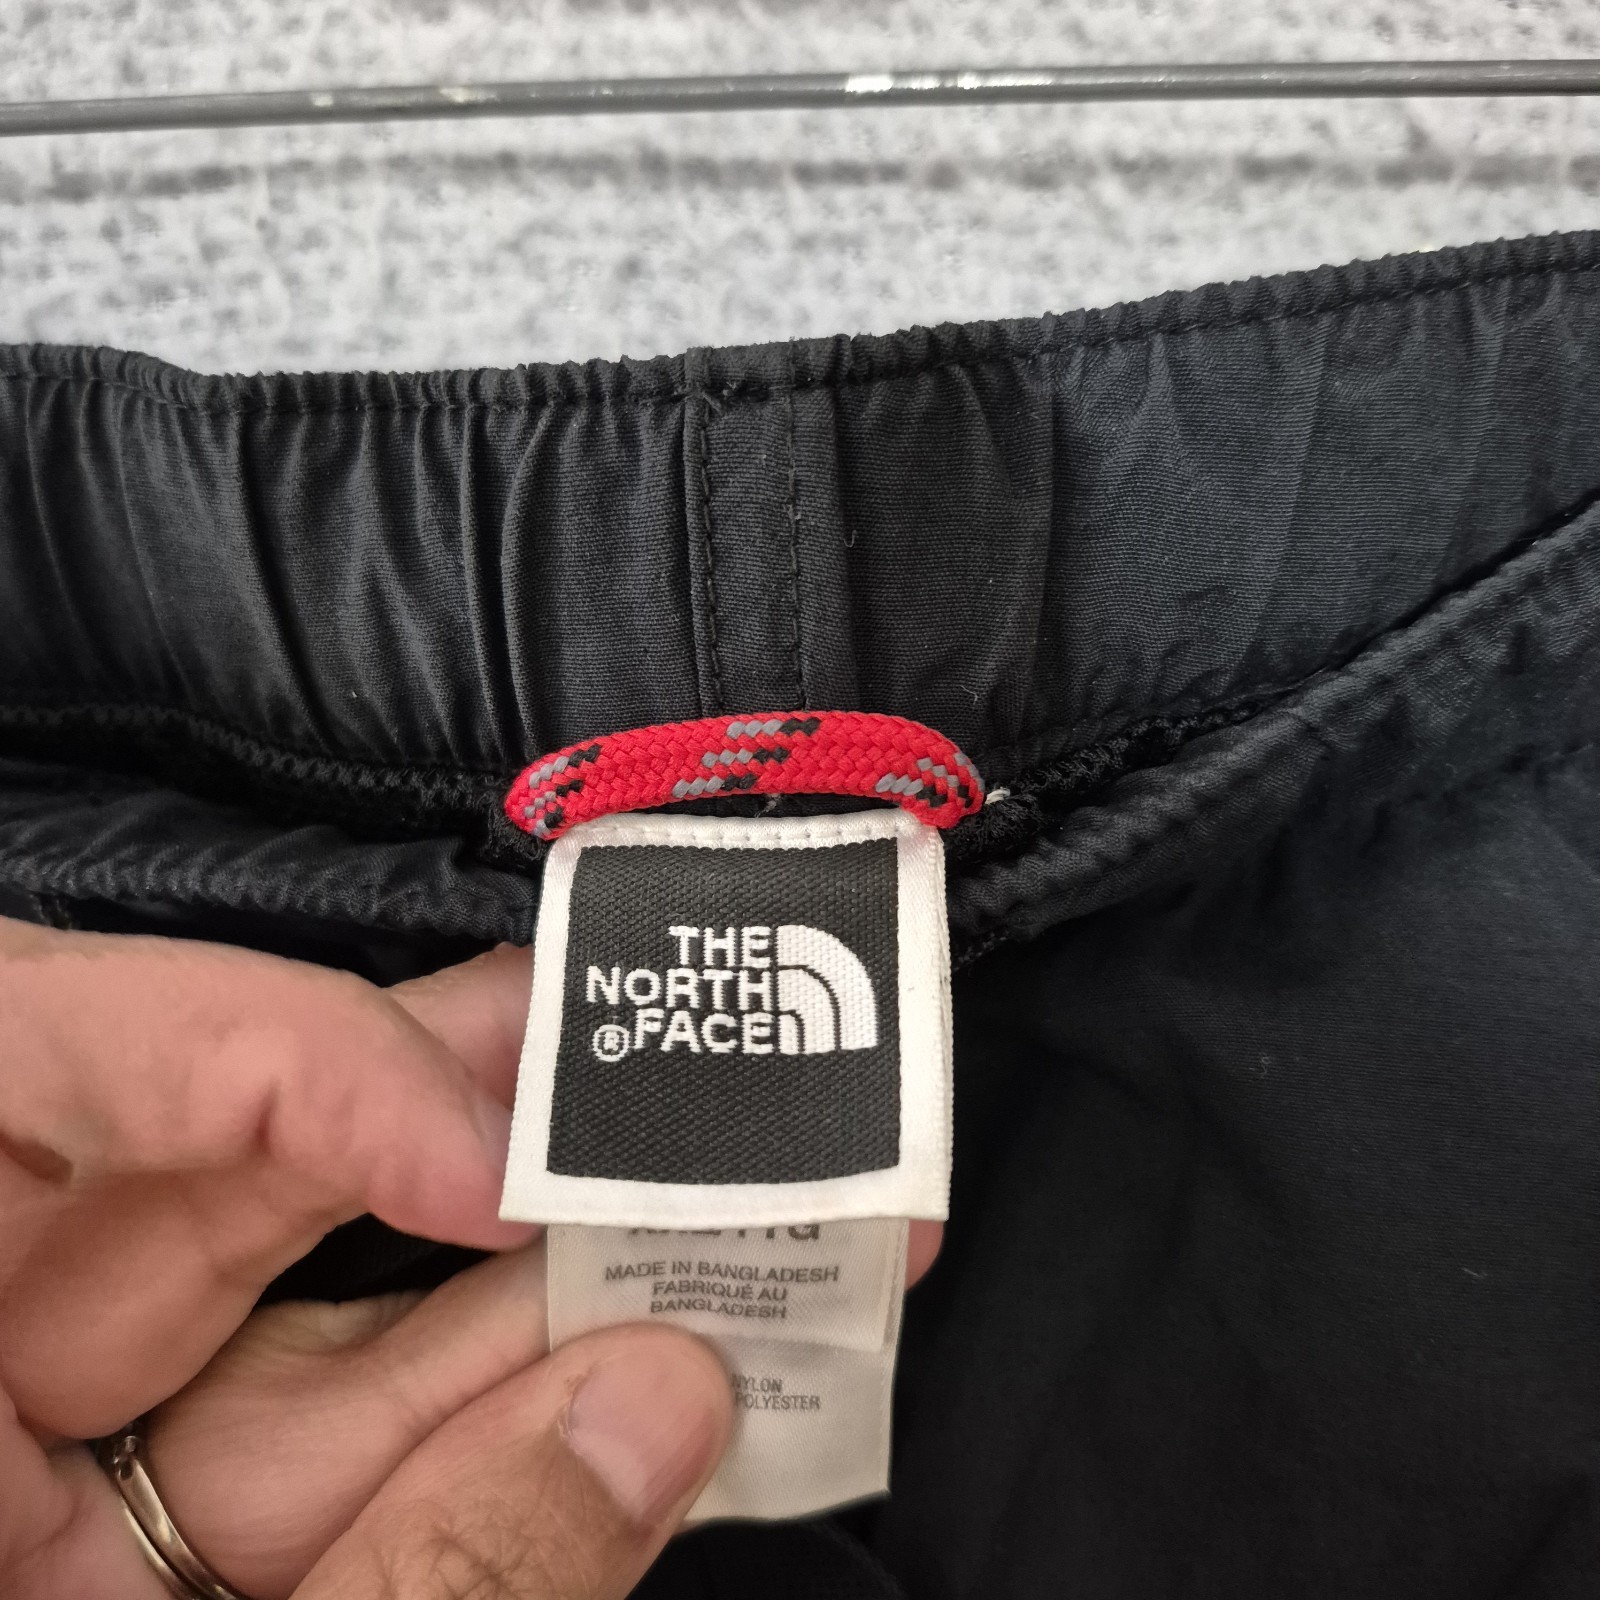 THE
NORTH
®FACE
MADE IN BANGLADESH
FABRIQUÉ AU
BANGLADESH
NYLON
POLYESTER